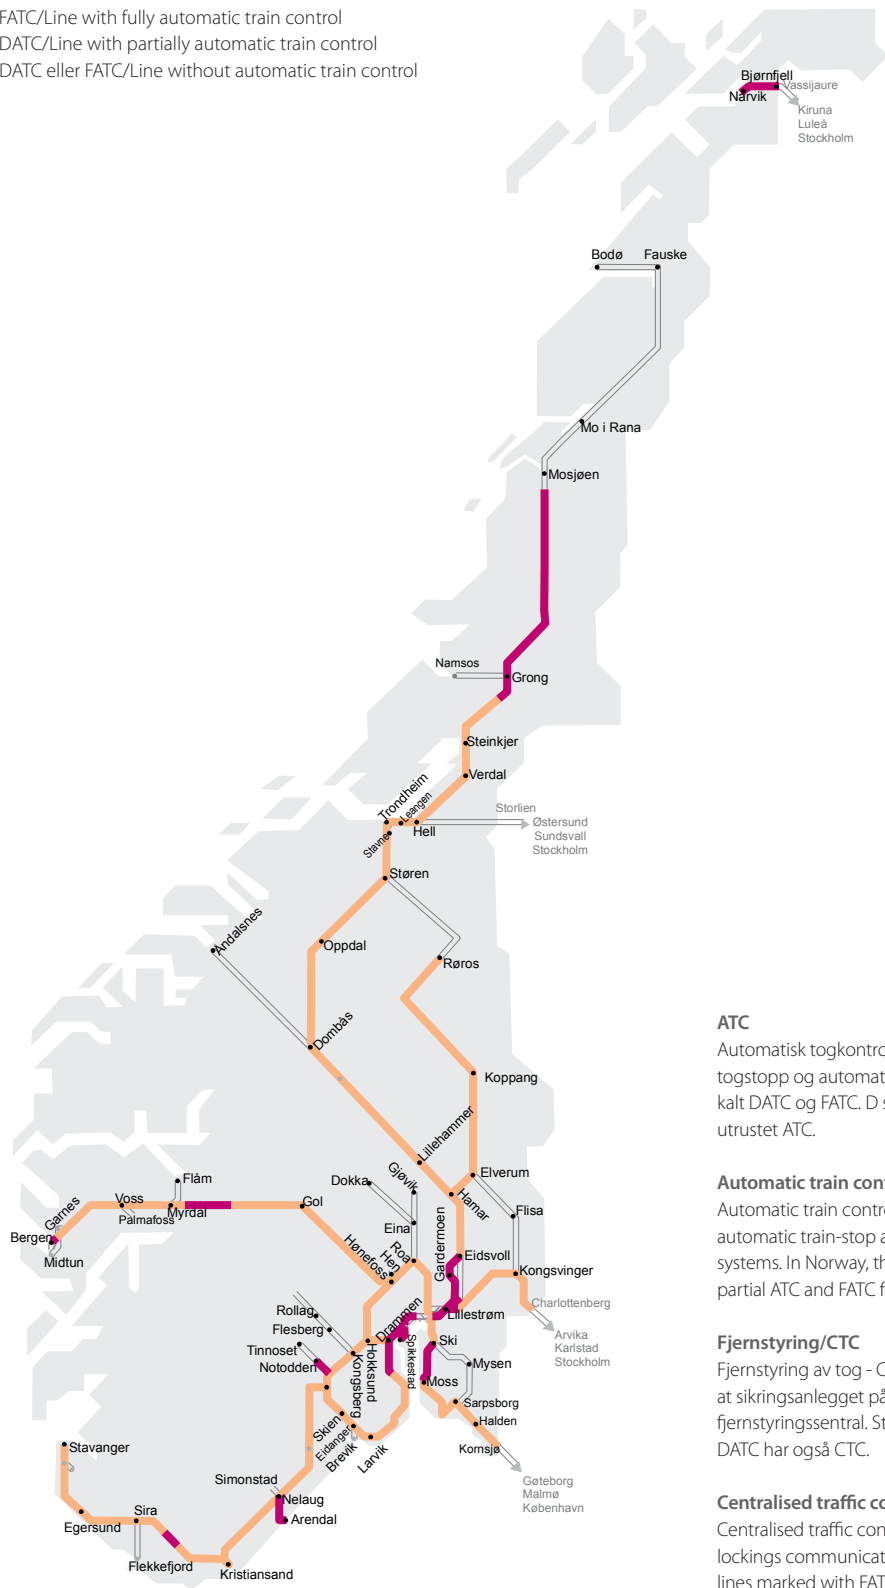 FATC/Line with fully automatic train control
DATC/Line with partially automatic train control
DATC eller FATC/Line without automatic train control
Bjørnfjell
Vassijaure
Narvik
Kiruna
Luleå
Stockholm
Bodø
Fauske
Mo i Rana
Mosjøen
Namsos
Grong
Steinkjer
Verdal
Trondheim
Leangen
Storlien
Hell
Østersund
Sundsvall
Stockholm
Stavne
Støren
Åndalsnes
Oppdal
Røros
Dombås
Koppang
Lillehammer
Elverum
Flåm
Dokka
Gjøvik
Hamar
Voss
Garnes
Palmafoss
Myrdal
Gol
Flisa
Bergen
Midtun
Eina
Roa
Hen
Hønefoss
Gardermoen
Eidsvoll
Kongsvinger
Charlottenberg
Rollag
Lillestrøm
Flesberg
Drammen
Arvika
Karlstad
Stockholm
Tinnoset
Notodden
Kongsberg
Hokksund
Spikkestad
Ski
Mysen
Moss
Sarpsborg
Halden
Kornsjø
Skien
Eidanger
Brevik
Larvik
Gøteborg
Malmø
København
Stavanger
Simonstad
Nelaug
Arendal
Egersund
Sira
Flekkefjord
Kristiansand
ATC
Automatisk togkontro
togstopp og automat
kalt DATC og FATC. D s
utrustet ATC.
Automatic train cont
Automatic train contro
automatic train-stop a
systems. In Norway, th
partial ATC and FATC f
Fjernstyring/CTC
Fjernstyring av tog - C
at sikringsanlegget på
fjernstyringssentral. St
DATC har også CTC.
Centralised traffic co
Centralised traffic con
lockings communicat
lines marked with FAT